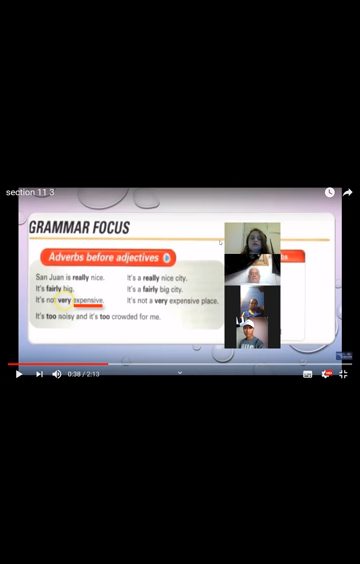 section 11.3
GRAMMAR FOCUS
Adverbs before adjectives
San Juan is really nice. It's a really nice city.
It's fairly big. It's a fairly big city.
It's not very expensive. It's not a very expensive place.
It's too noisy and it's too crowded for me.
0:38 / 2:13